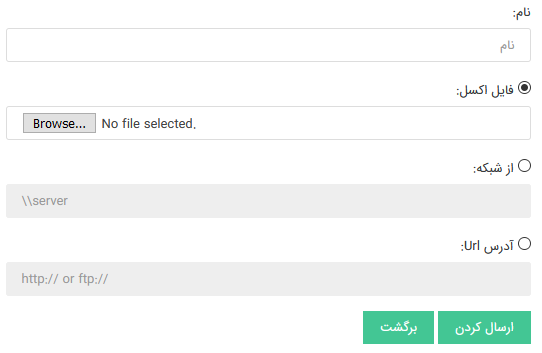 نام:
نام
فایل اکسل:
Browse... No file selected.
از شبکه:
\\server
آدرس Url:
http:// or ftp://
ارسال کردن برگشت